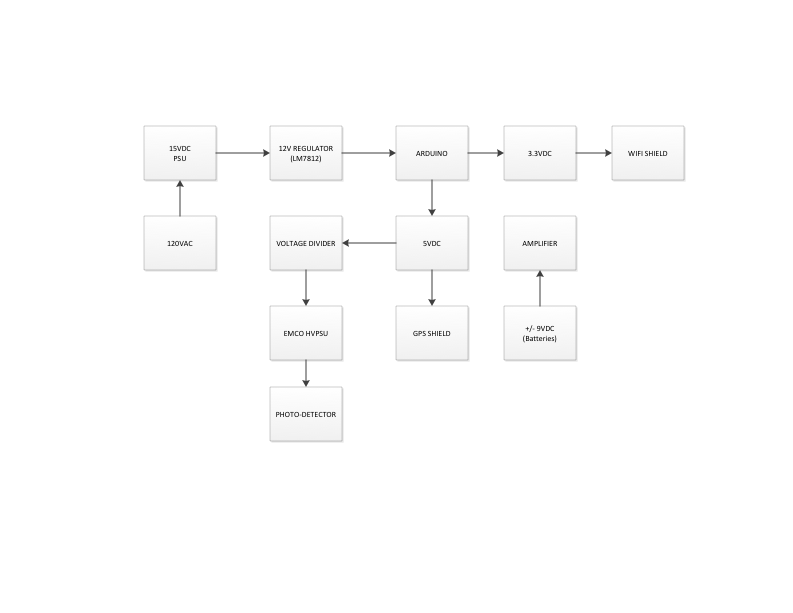 15VDC
PSU
12V REGULATOR
(LM7812)
ARDUINO
3.3VDC
WIFI SHIELD
120VAC
VOLTAGE DIVIDER
5VDC
AMPLIFIER
EMCO HVPSU
GPS SHIELD
+/- 9VDC
(Batteries)
PHOTO-DETECTOR